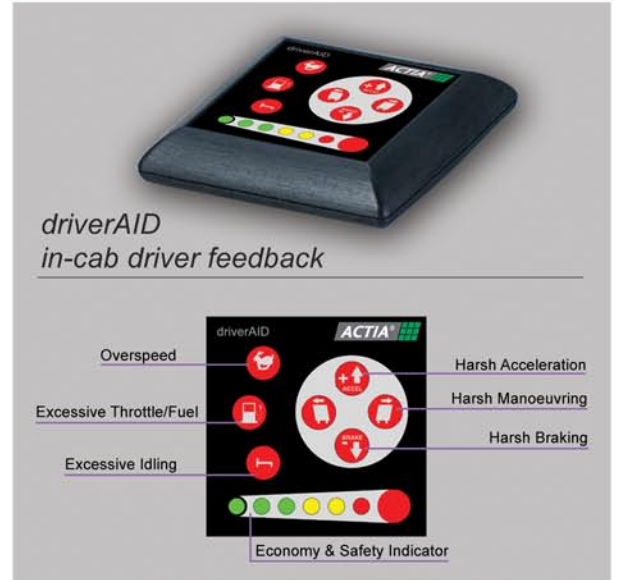 driverAID
ACTIA®
driverAID
in-cab driver feedback
driverAID
ACTIA®
Overspeed
Excessive Throttle/Fuel
Excessive Idling
+
ACCEL
BRAKE
-
Harsh Acceleration
Harsh Manoeuvring
Harsh Braking
Economy & Safety Indicator